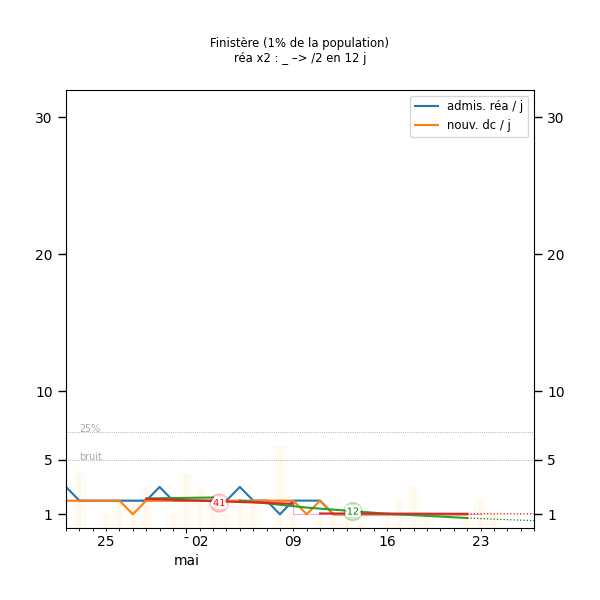 Finistère (1% de la population)
réa x2 : _ –> /2 en 12 j
admis. réa / j
nouv. dc / j
30 30
20 20
10 10
25%
5 bruit 5
41 12
1 1
25 02 09 16 23
mai